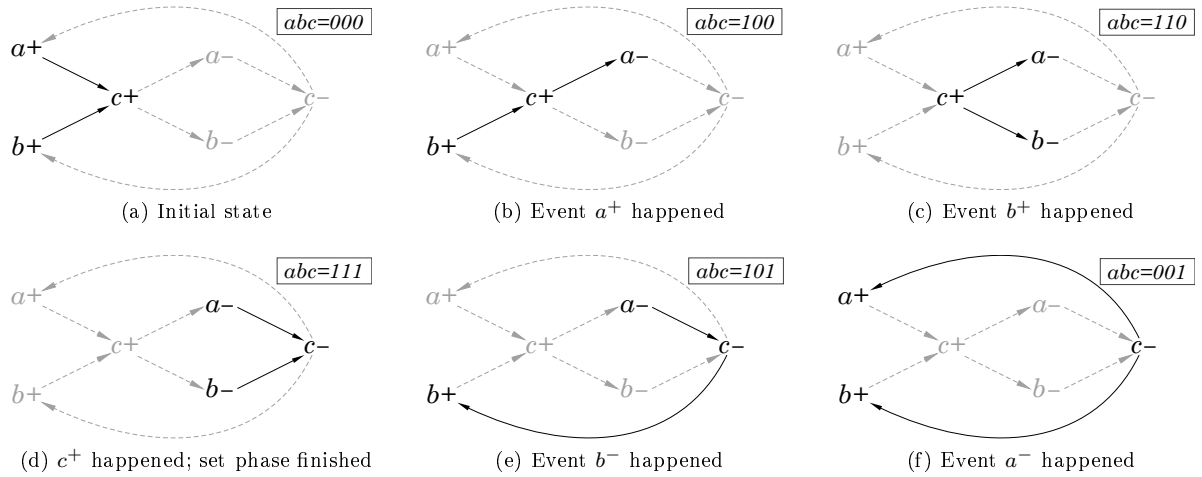 abc=000
a+
a–
c+
c–
b+
b–
(a) Initial state
abc=100
a+
a–
c+
c–
b+
b–
(b) Event a+ happened
abc=110
a+
a–
c+
c–
b+
b–
(c) Event b+ happened
abc=111
a+
a–
c+
c–
b+
b–
(d) c+ happened; set phase finished
abc=101
a+
a–
c+
c–
b+
b–
(e) Event b− happened
abc=001
a+
a–
c+
c–
b+
b–
(f) Event a− happened